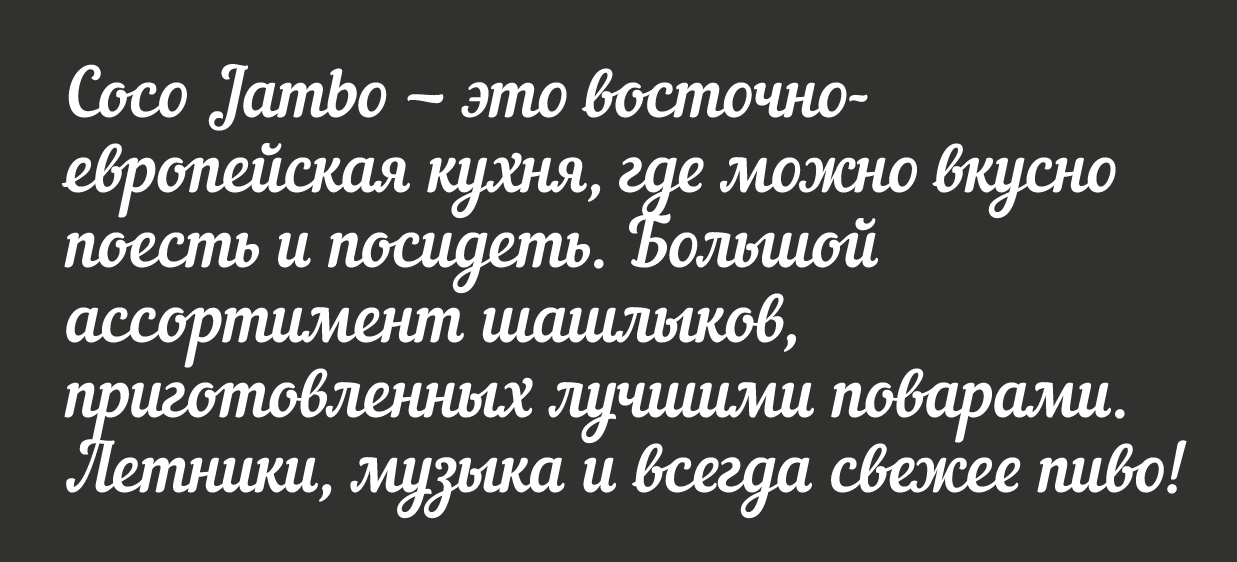 Coco Jambo – это восточно-
европейская кухня, где можно вкусно
поесть и посидеть. Большой
ассортимент шашлыков,
приготовленных лучшими поварами.
Летники, музыка и всегда свежее пиво!